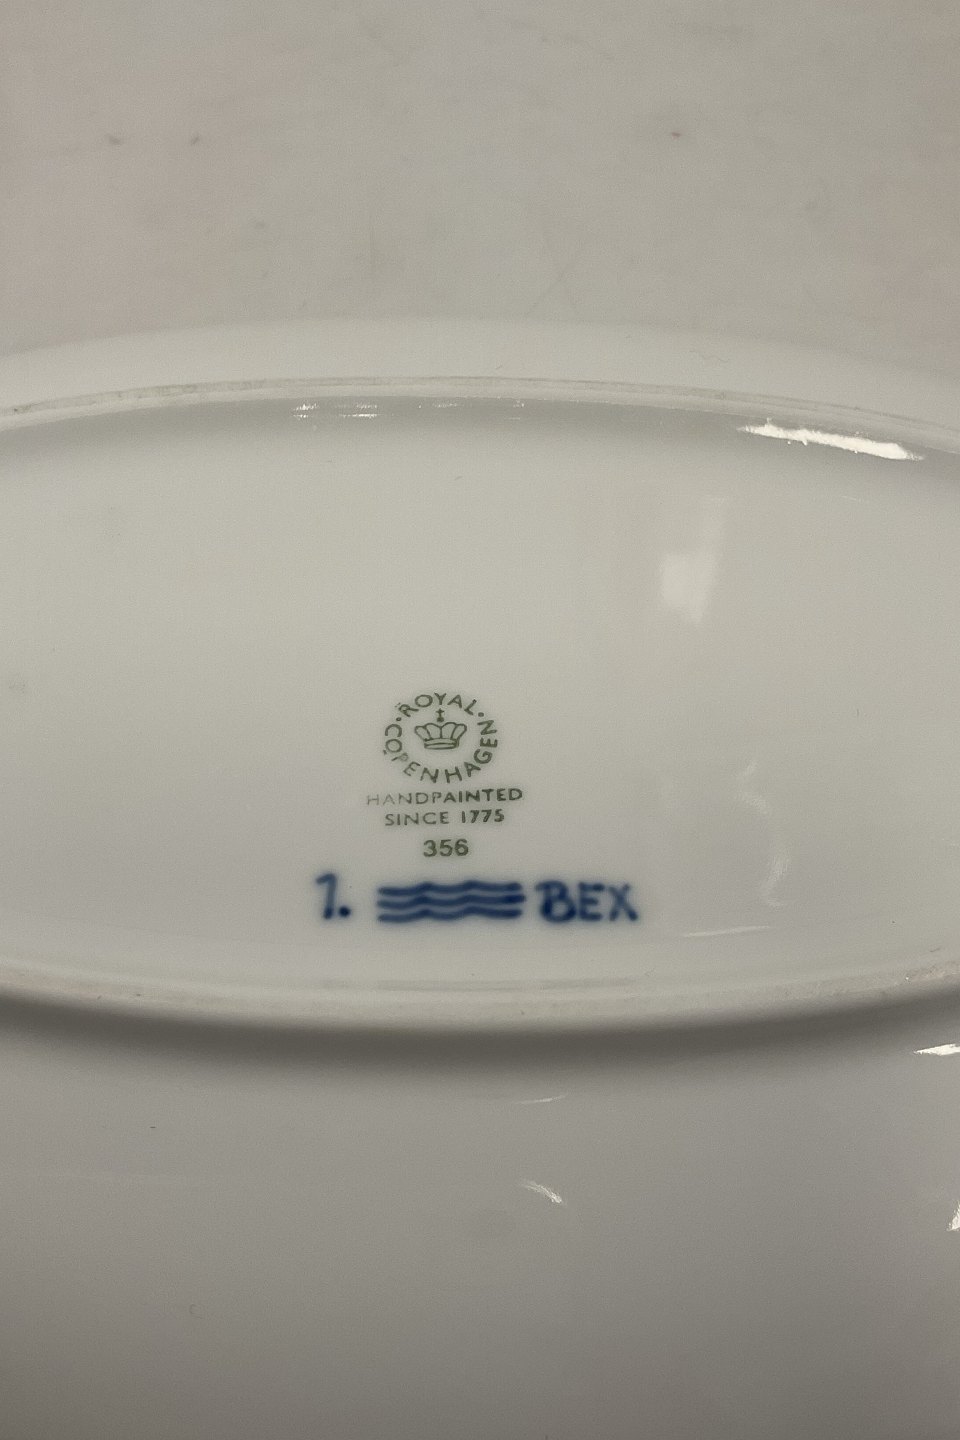 ROYAL · COPENHAGEN ·
HANDPAINTED
SINCE 1775
356
1. BEX